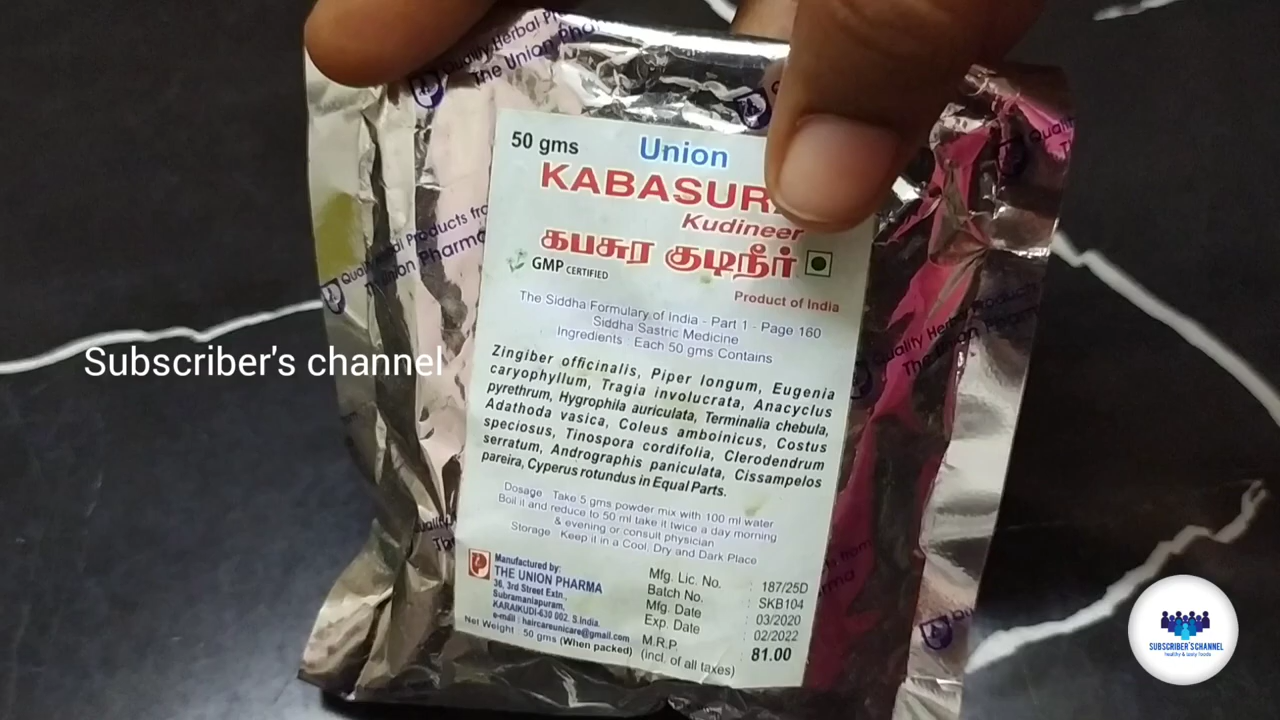 Quality Herbal Pr
The Union Pha
50 gms
Union
KABASUR
Kudineer
கபசுர குடிநீர்
GMP CERTIFIED
Product of India
The Siddha Formulary of India - Part 1 - Page 160
Siddha Sastric Medicine
Ingredients Each 50 gms Contains
Zingiber officinalis, Piper longum, Eugenia
caryophyllum, Tragia involucrata, Anacyclus
pyrethrum, Hygrophila auriculata, Terminalia chebula,
Adathoda vasica, Coleus amboinicus, Costus
speciosus, Tinospora cordifolia, Clerodendrum
serratum, Andrographis paniculata, Cissampelos
pareira, Cyperus rotundus in Equal Parts.
Dosage Take 5 gms powder mix with 100 ml water
Boil it and reduce to 50 ml take it twice a day morning
& evening or consult physician
Storage Keep it in a Cool, Dry and Dark Place
Manufactured by:
THE UNION PHARMA
36, 3rd Street Extn.,
Subramaniapuram,
KARAIKUDI-630 002. S.India.
e-maill : haircareunicare@gmail.com
Net Weight : 50 gms (When packed)
Mfg. Lic. No. : 187/25D
Batch No. : SKB104
Mfg. Date : 03/2020
Exp. Date : 02/2022
M.R.P. : 81.00
(incl. of all taxes)
Subscriber's channel
SUBSCRIBER'S CHANNEL
healthy & tasty foods